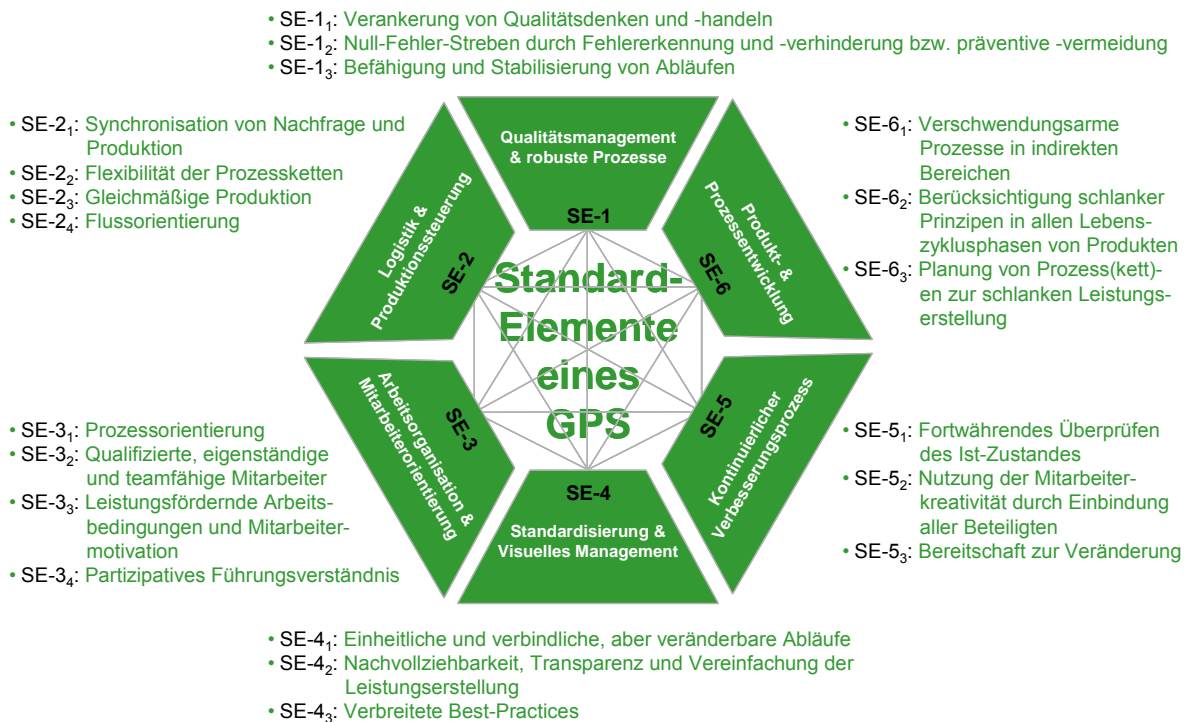 • SE-1₁: Verankerung von Qualitätsdenken und -handeln
• SE-1₂: Null-Fehler-Streben durch Fehlererkennung und -verhinderung bzw. präventive -vermeidung
• SE-1₃: Befähigung und Stabilisierung von Abläufen
• SE-2₁: Synchronisation von Nachfrage und
Produktion
• SE-2₂: Flexibilität der Prozessketten
• SE-2₃: Gleichmäßige Produktion
• SE-2₄: Flussorientierung
Qualitätsmanagement
& robuste Prozesse
SE-1
Logistik &
Produktionssteuerung
SE-2
Produkt- &
Prozessentwicklung
SE-6
• SE-6₁: Verschwendungsarme
Prozesse in indirekten
Bereichen
• SE-6₂: Berücksichtigung schlanker
Prinzipen in allen Lebens-
zyklusphasen von Produkten
• SE-6₃: Planung von Prozess(kett)-
en zur schlanken Leistungs-
erstellung
Standard-
Elemente
eines
GPS
• SE-3₁: Prozessorientierung
• SE-3₂: Qualifizierte, eigenständige
und teamfähige Mitarbeiter
• SE-3₃: Leistungsfördernde Arbeits-
bedingungen und Mitarbeiter-
motivation
• SE-3₄: Partizipatives Führungsverständnis
Arbeitsorganisation &
Mitarbeiterorientierung
SE-3
SE-4
Standardisierung &
Visuelles Management
SE-5
Kontinuierlicher
Verbesserungsprozess
• SE-5₁: Fortwährendes Überprüfen
des Ist-Zustandes
• SE-5₂: Nutzung der Mitarbeiter-
kreativität durch Einbindung
aller Beteiligten
• SE-5₃: Bereitschaft zur Veränderung
• SE-4₁: Einheitliche und verbindliche, aber veränderbare Abläufe
• SE-4₂: Nachvollziehbarkeit, Transparenz und Vereinfachung der
Leistungserstellung
• SE-4₃: Verbreitete Best-Practices